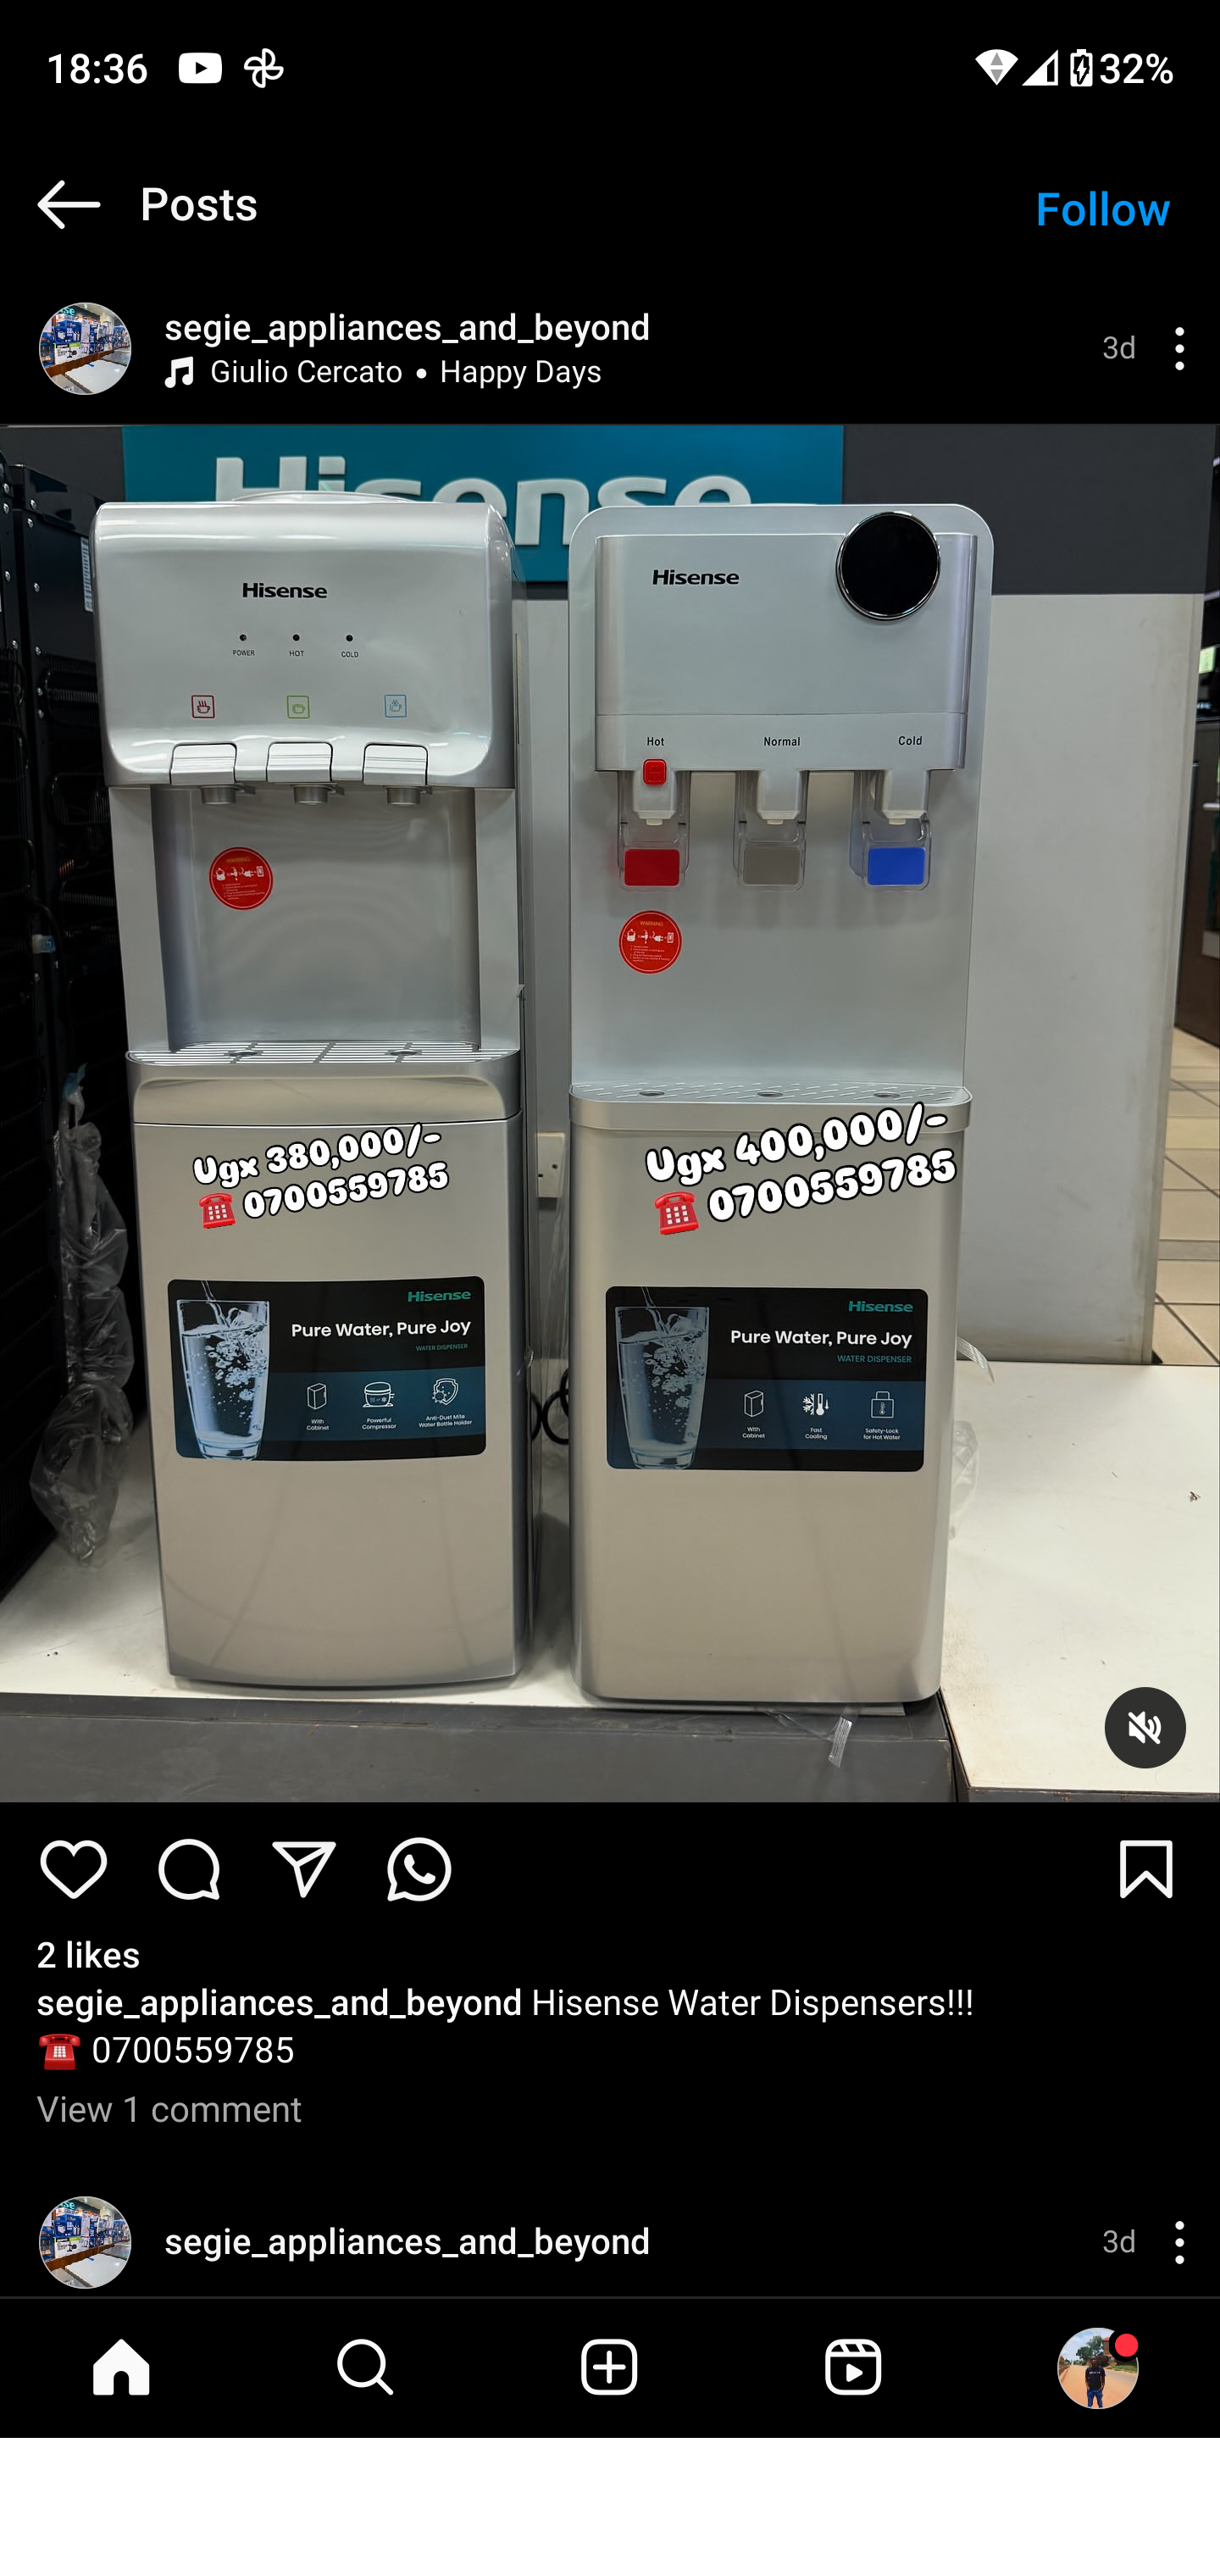 18:36
32%
Posts
Follow
segie_appliances_and_beyond
Giulio Cercato • Happy Days
3d
Hisense
Hisense
POWER HOT COLD
Hisense
Hot Normal Cold
WARNING
WARNING
Ugx 380,000/-
☎️ 0700559785
Ugx 400,000/-
☎️ 0700559785
Hisense
Pure Water, Pure Joy
WATER DISPENSER
With Cabinet
Powerful Compressor
Anti-Dust Mite Water Bottle Holder
Hisense
Pure Water, Pure Joy
WATER DISPENSER
With Cabinet
Fast Cooling
Safety-Lock for Hot Water
2 likes
segie_appliances_and_beyond Hisense Water Dispensers!!!
☎️ 0700559785
View 1 comment
segie_appliances_and_beyond
3d